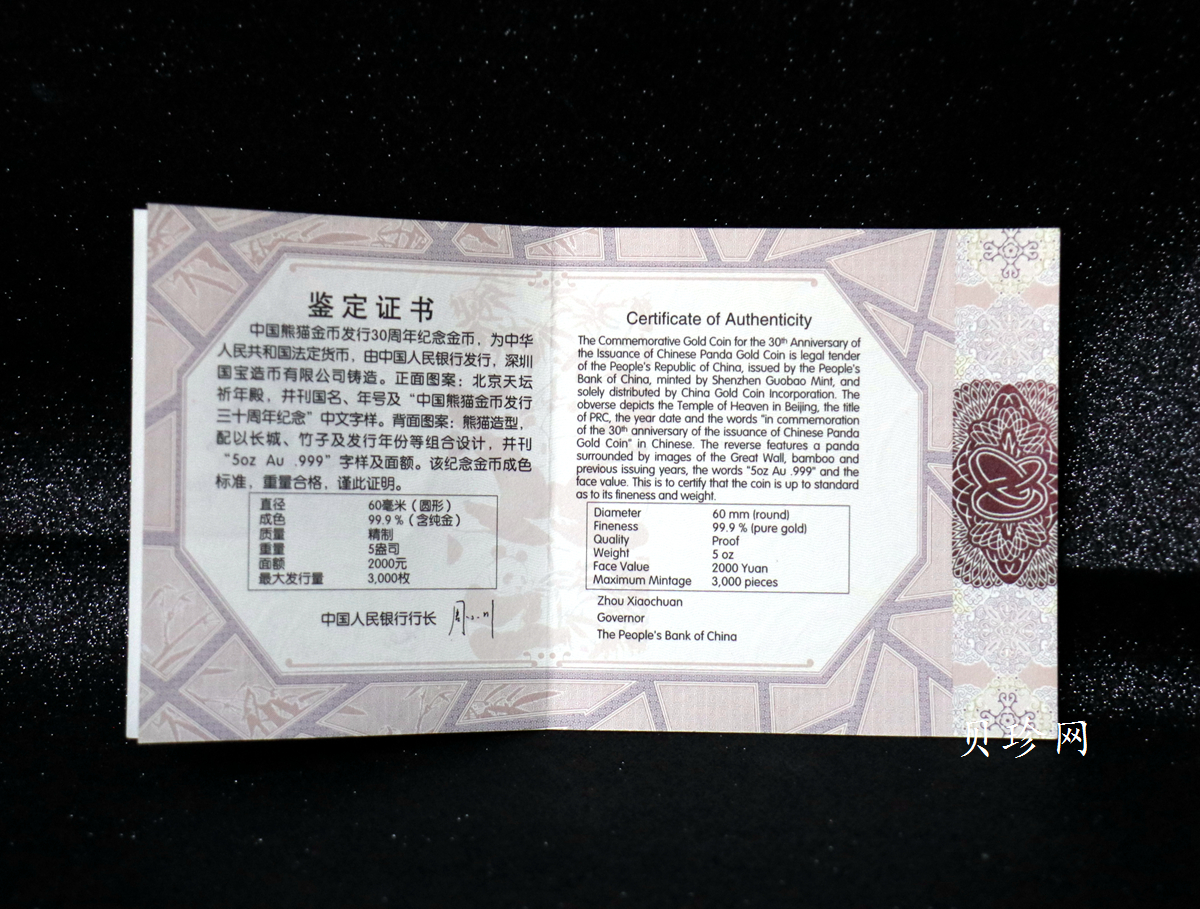 鉴定证书
中国熊猫金币发行30周年纪念金币，为中华
人民共和国法定货币，由中国人民银行发行，深圳
国宝造币有限公司铸造。正面图案：北京天坛
祈年殿，并刊国名、年号及“中国熊猫金币发行
三十周年纪念”中文字样。背面图案：熊猫造型，
配以长城、竹子及发行年份等组合设计，并刊
“5oz Au .999”字样及面额。该纪念金币成色
标准，重量合格，谨此证明。
直径 60毫米（圆形）
成色 99.9％（含纯金）
质量 精制
重量 5盎司
面额 2000元
最大发行量 3,000枚
中国人民银行行长
Certificate of Authenticity
The Commemorative Gold Coin for the 30th Anniversary of
the Issuance of Chinese Panda Gold Coin is legal tender
of the People's Republic of China, issued by the People's
Bank of China, minted by Shenzhen Guobao Mint, and
solely distributed by China Gold Coin Incorporation. The
obverse depicts the Temple of Heaven in Beijing, the title
of PRC, the year date and the words "in commemoration
of the 30th anniversary of the issuance of Chinese Panda
Gold Coin" in Chinese. The reverse features a panda
surrounded by images of the Great Wall, bamboo and
previous issuing years, the words "5oz Au .999" and the
face value. This is to certify that the coin is up to standard
as to its fineness and weight.
Diameter 60 mm (round)
Fineness 99.9 % (pure gold)
Quality Proof
Weight 5 oz
Face Value 2000 Yuan
Maximum Mintage 3,000 pieces
Zhou Xiaochuan
Governor
The People's Bank of China
贝珍网